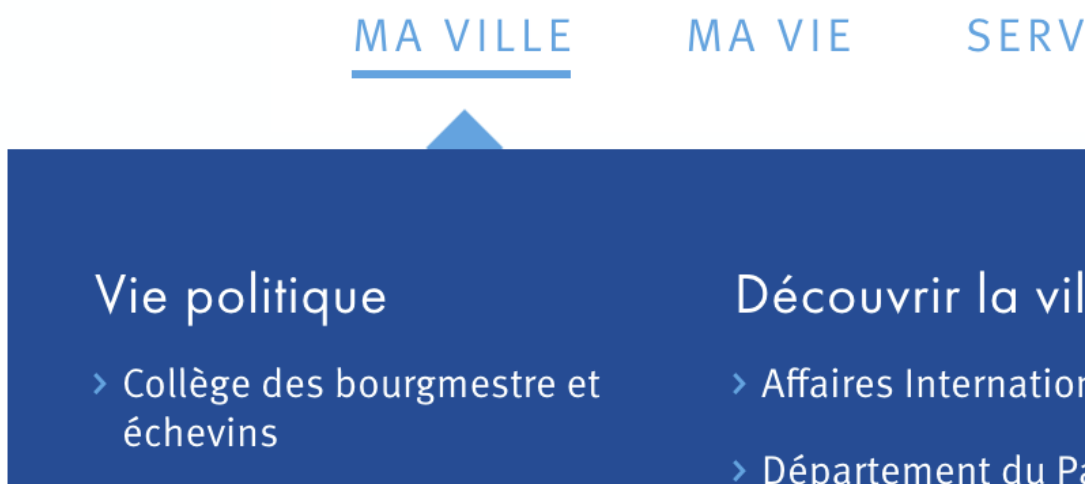 MA VILLE MA VIE
Vie politique Découvrir la
Collège des bourgmestre et Affaires
échevins
Département du